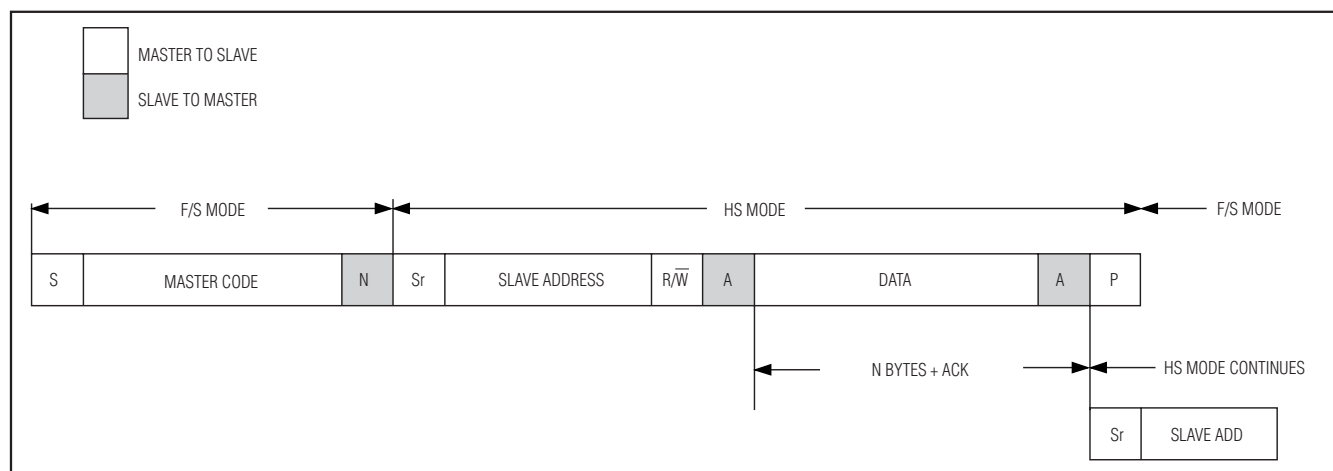 MASTER TO SLAVE
SLAVE TO MASTER
F/S MODE HS MODE F/S MODE
S MASTER CODE N Sr SLAVE ADDRESS R/W̅ A DATA A P
N BYTES + ACK HS MODE CONTINUES
Sr SLAVE ADD